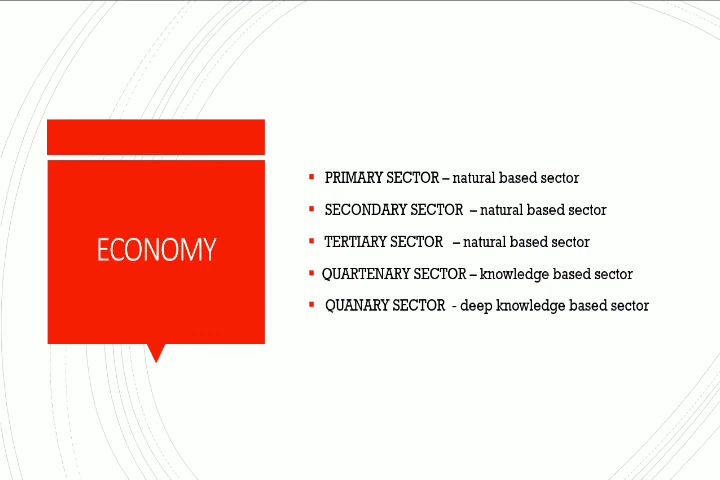 ECONOMY
PRIMARY SECTOR – natural based sector
SECONDARY SECTOR – natural based sector
TERTIARY SECTOR – natural based sector
QUARTENARY SECTOR – knowledge based sector
QUANARY SECTOR - deep knowledge based sector